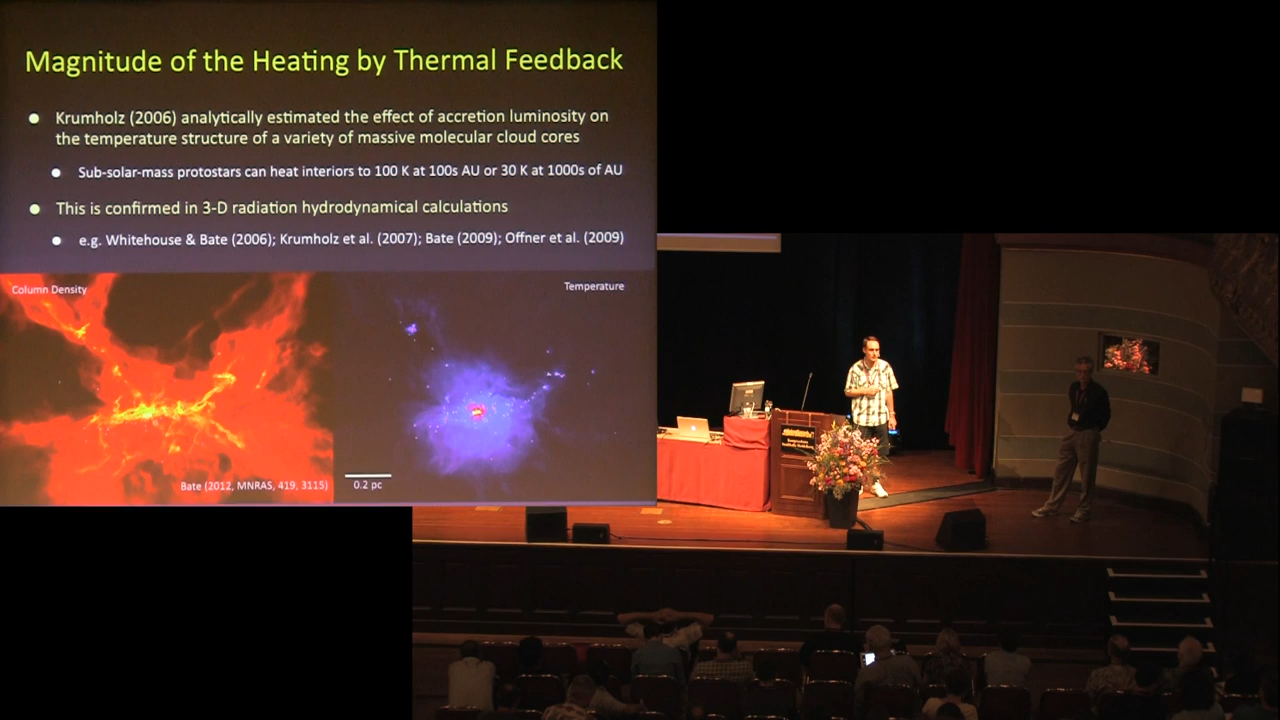 Magnitude of the Heating by Thermal Feedback
Krumholz (2006) analytically estimated the effect of accretion luminosity on
the temperature structure of a variety of massive molecular cloud cores
Sub-solar-mass protostars can heat interiors to 100 K at 100s AU or 30 K at 1000s of AU
This is confirmed in 3-D radiation hydrodynamical calculations
e.g. Whitehouse & Bate (2006); Krumholz et al. (2007); Bate (2009); Offner et al. (2009)
Column Density
Temperature
Bate (2012, MNRAS, 419, 3115)
0.2 pc